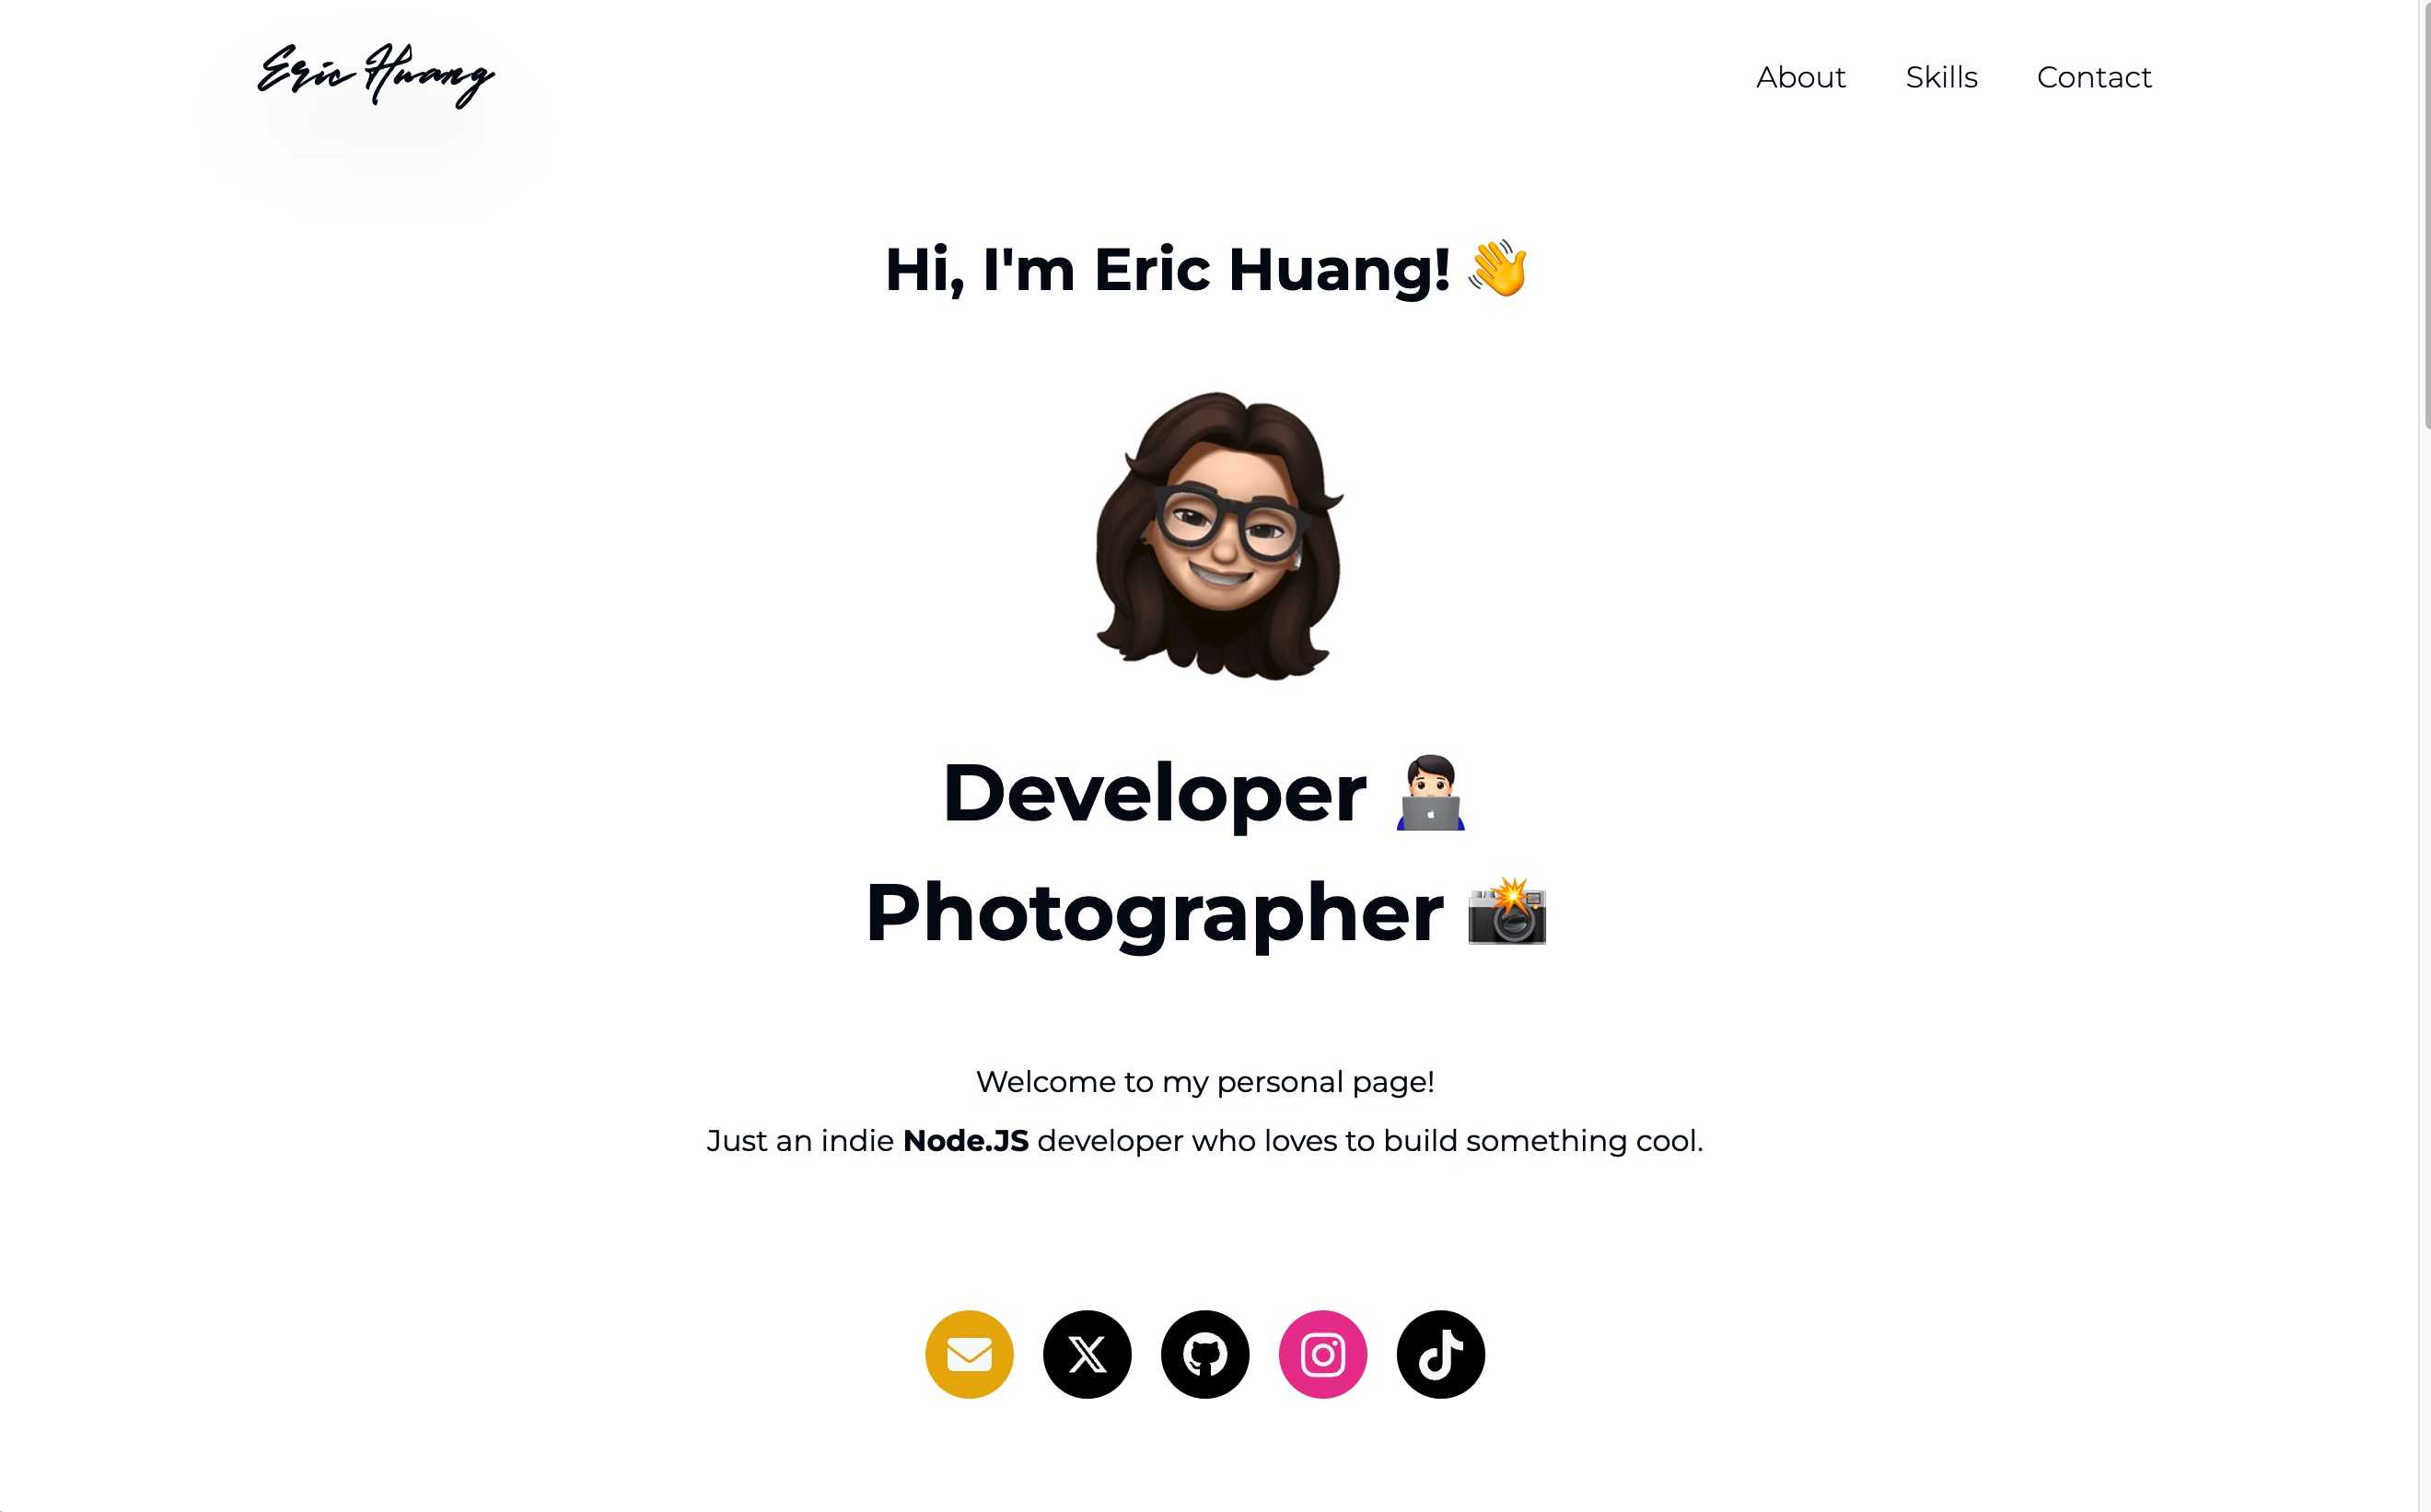 Eric Huang
About Skills Contact
Hi, I'm Eric Huang! 👋
Developer 🧑🏻‍💻
Photographer 📸
Welcome to my personal page!
Just an indie Node.JS developer who loves to build something cool.